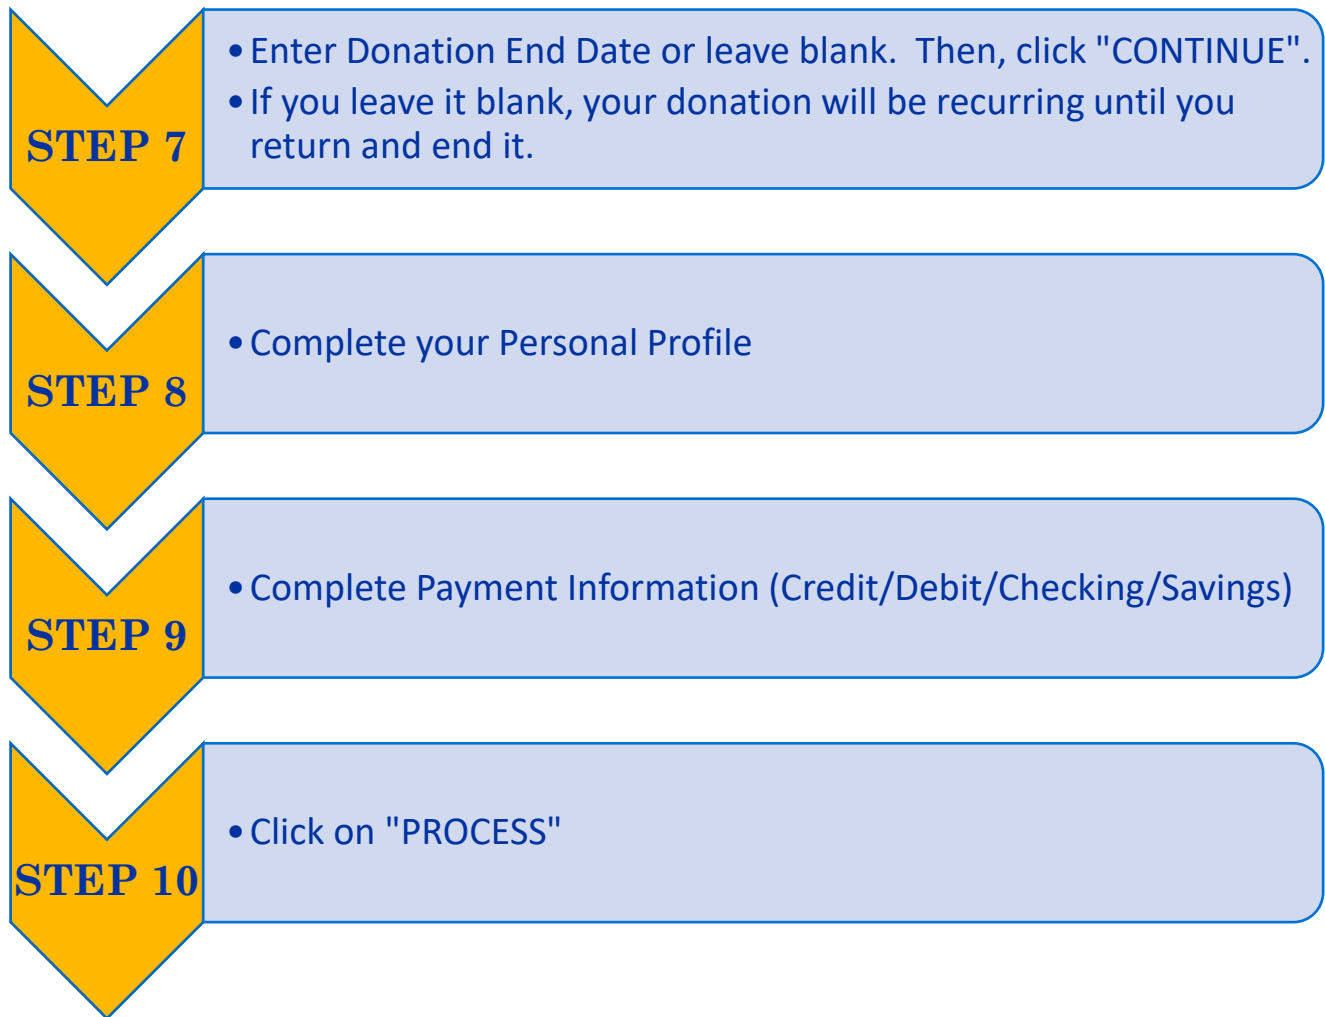 STEP 7
• Enter Donation End Date or leave blank.  Then, click "CONTINUE".
• If you leave it blank, your donation will be recurring until you
return and end it.
STEP 8
• Complete your Personal Profile
STEP 9
• Complete Payment Information (Credit/Debit/Checking/Savings)
STEP 10
• Click on "PROCESS"